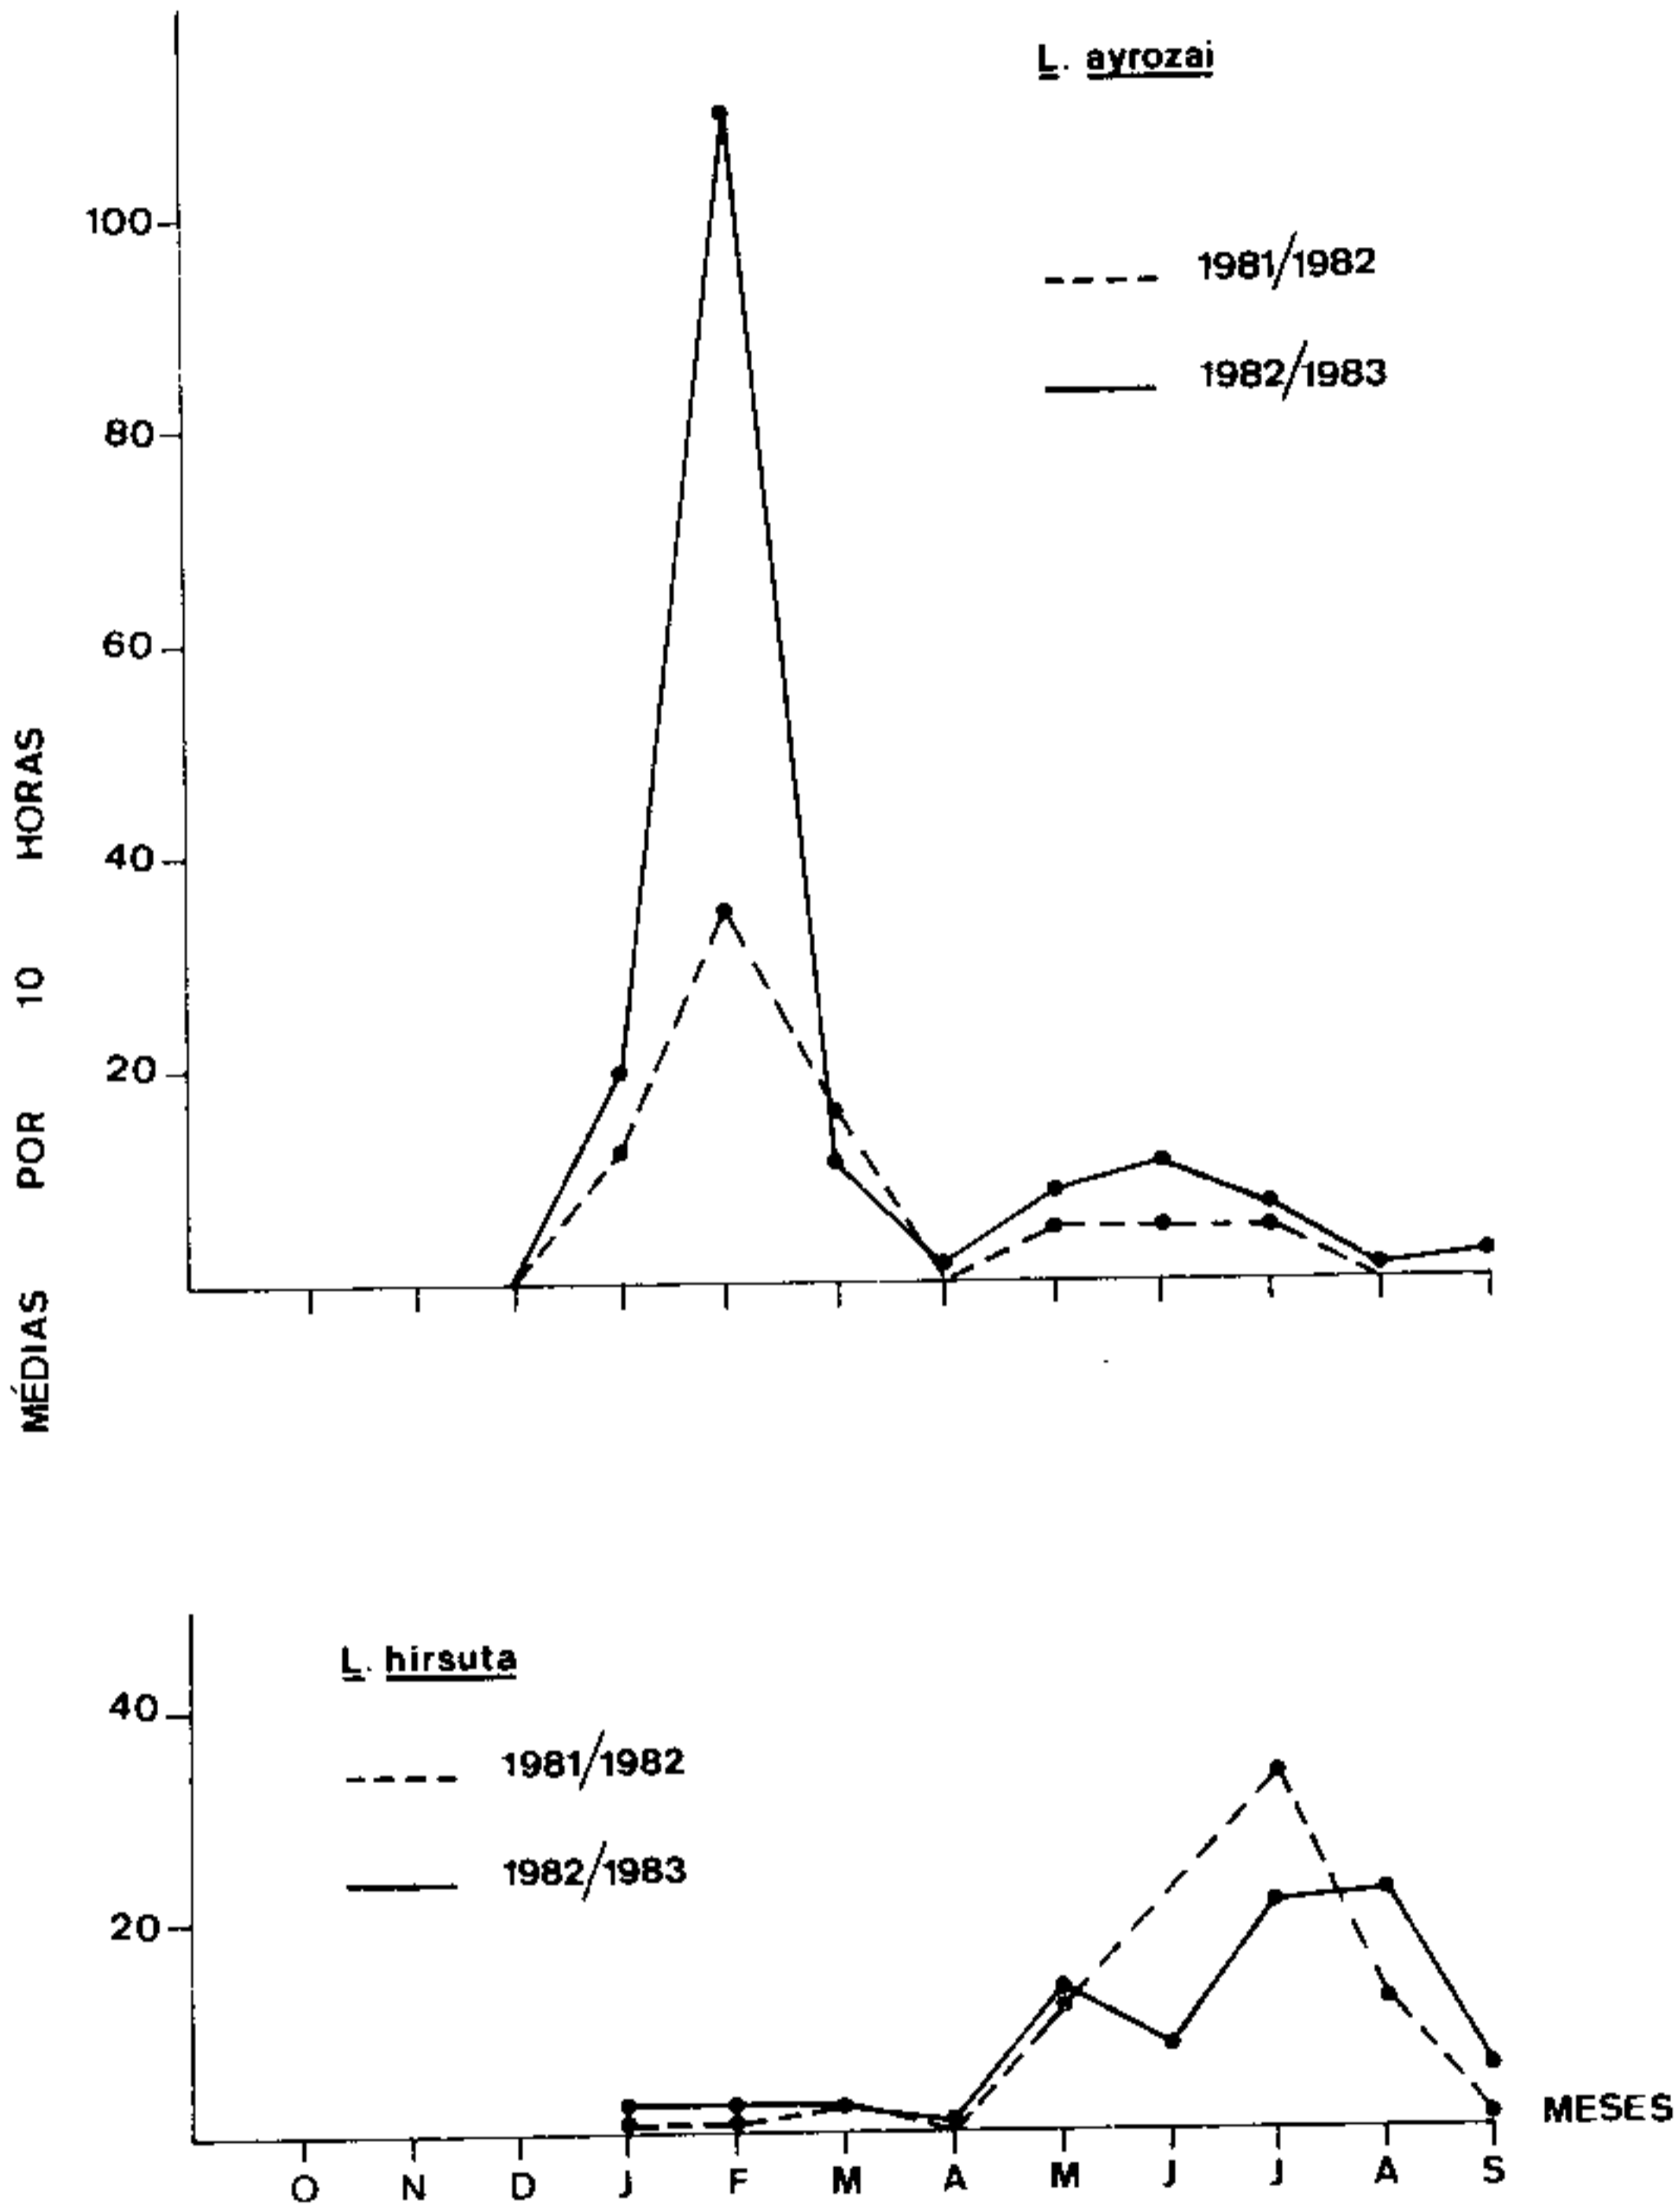 L. ayrozai
1981/1982
1982/1983
100
80
60
40
20
MÉDIAS POR 10 HORAS
L. hirsuta
1981/1982
1982/1983
40
20
MESES
O N D J F M A M J J A S